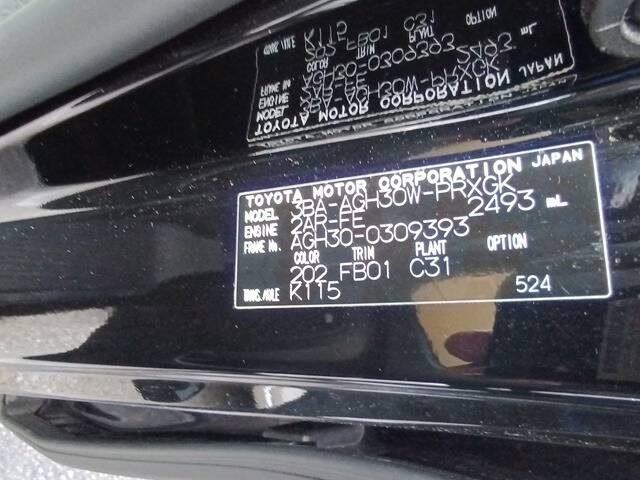 TOYOTA MOTOR CORPORATION JAPAN
MODEL 3BA-AGH30W-PRXGK
ENGINE 2AR-FE 2493 mL
FRAME No. AGH30-0309393
COLOR TRIM PLANT OPTION
202 FB01 C31
TRANS./AXLE K115 524